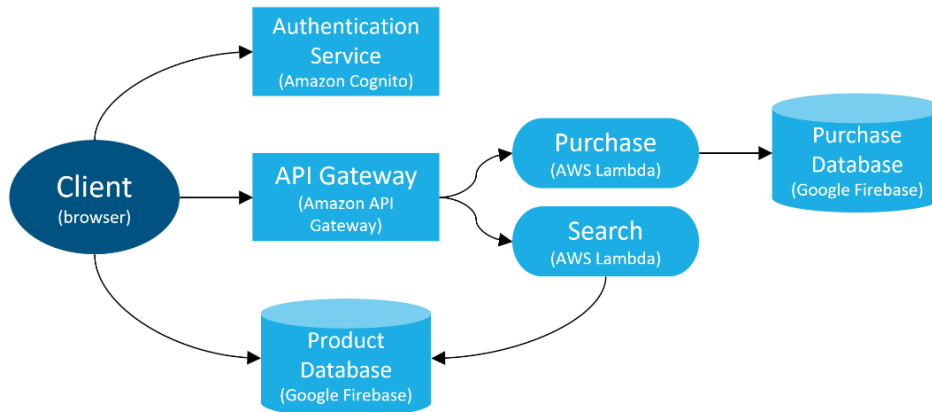 Authentication
Service
(Amazon Cognito)
Client
(browser)
API Gateway
(Amazon API
Gateway)
Purchase
(AWS Lambda)
Search
(AWS Lambda)
Purchase
Database
(Google Firebase)
Product
Database
(Google Firebase)